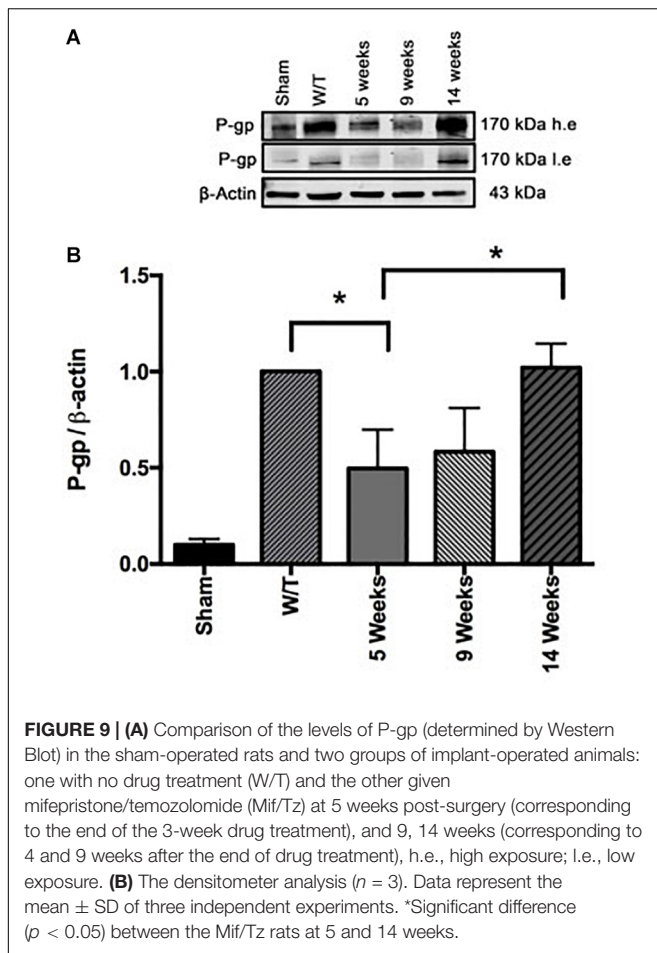 A
Sham
W/T
5 weeks
9 weeks
14 weeks
P-gp 170 kDa h.e
P-gp 170 kDa l.e
β-Actin 43 kDa
B
P-gp / β-actin
1.5
1.0
0.5
0.0
*
*
Sham
W/T
5 Weeks
9 Weeks
14 Weeks
FIGURE 9 | (A) Comparison of the levels of P-gp (determined by Western
Blot) in the sham-operated rats and two groups of implant-operated animals:
one with no drug treatment (W/T) and the other given
mifepristone/temozolomide (Mif/Tz) at 5 weeks post-surgery (corresponding
to the end of the 3-week drug treatment), and 9, 14 weeks (corresponding to
4 and 9 weeks after the end of drug treatment), h.e., high exposure; l.e., low
exposure. (B) The densitometer analysis (n = 3). Data represent the
mean ± SD of three independent experiments. *Significant difference
(p < 0.05) between the Mif/Tz rats at 5 and 14 weeks.